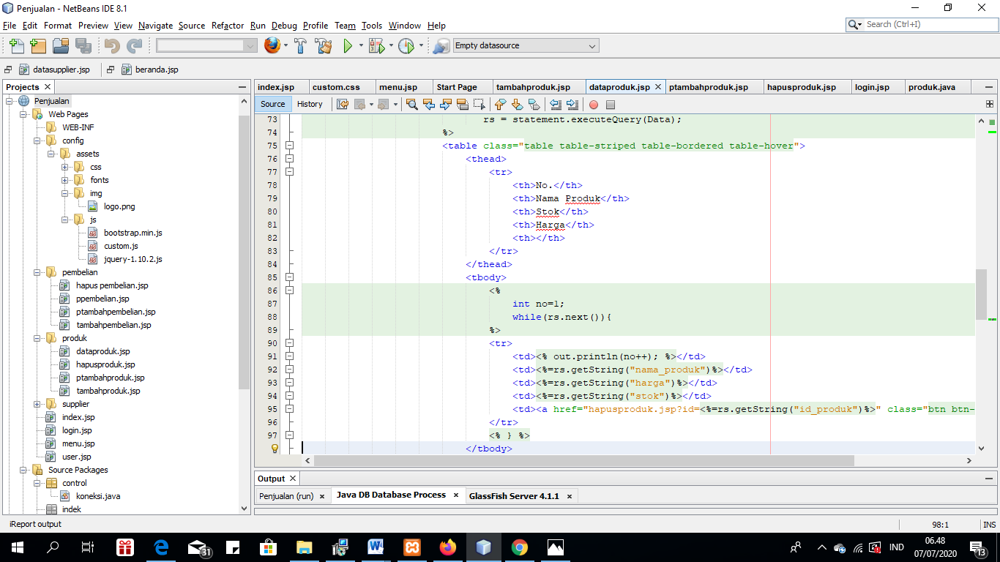 Penjualan - NetBeans IDE 8.1
File Edit Format Preview View Navigate Source Refactor Run Debug Profile Team Tools Window Help
Search (Ctrl+I)
Empty datasource
datasupplier.jsp
beranda.jsp
Projects
index.jsp custom.css menu.jsp Start Page tambahproduk.jsp dataproduk.jsp ptambahproduk.jsp hapusproduk.jsp login.jsp produk.java
Source History
Penjualan
Web Pages
WEB-INF
config
assets
css
fonts
img
logo.png
js
bootstrap.min.js
custom.js
jquery-1.10.2.js
pembelian
hapus pembelian.jsp
ppembelian.jsp
ptambahpembelian.jsp
tambahpembelian.jsp
produk
dataproduk.jsp
hapusproduk.jsp
ptambahproduk.jsp
tambahproduk.jsp
supplier
index.jsp
login.jsp
menu.jsp
user.jsp
Source Packages
control
koneksi.java
indek
73 rs = statement.executeQuery(Data);
74 %>
75 <table class="table table-striped table-bordered table-hover">
76 <thead>
77 <tr>
78 <th>No.</th>
79 <th>Nama Produk</th>
80 <th>Stok</th>
81 <th>Harga</th>
82 <th></th>
83 </tr>
84 </thead>
85 <tbody>
86 <%
87 int no=1;
88 while(rs.next()){
89 %>
90 <tr>
91 <td><% out.println(no++); %></td>
92 <td><%=rs.getString("nama_produk")%></td>
93 <td><%=rs.getString("harga")%></td>
94 <td><%=rs.getString("stok")%></td>
95 <td><a href="hapusproduk.jsp?id=<%=rs.getString("id_produk")%>" class="btn btn-
96 </tr>
97 <% } %>
</tbody>
Output
Penjualan (run) Java DB Database Process GlassFish Server 4.1.1
iReport output
98:1 INS
31
IND
06.48
07/07/2020
13